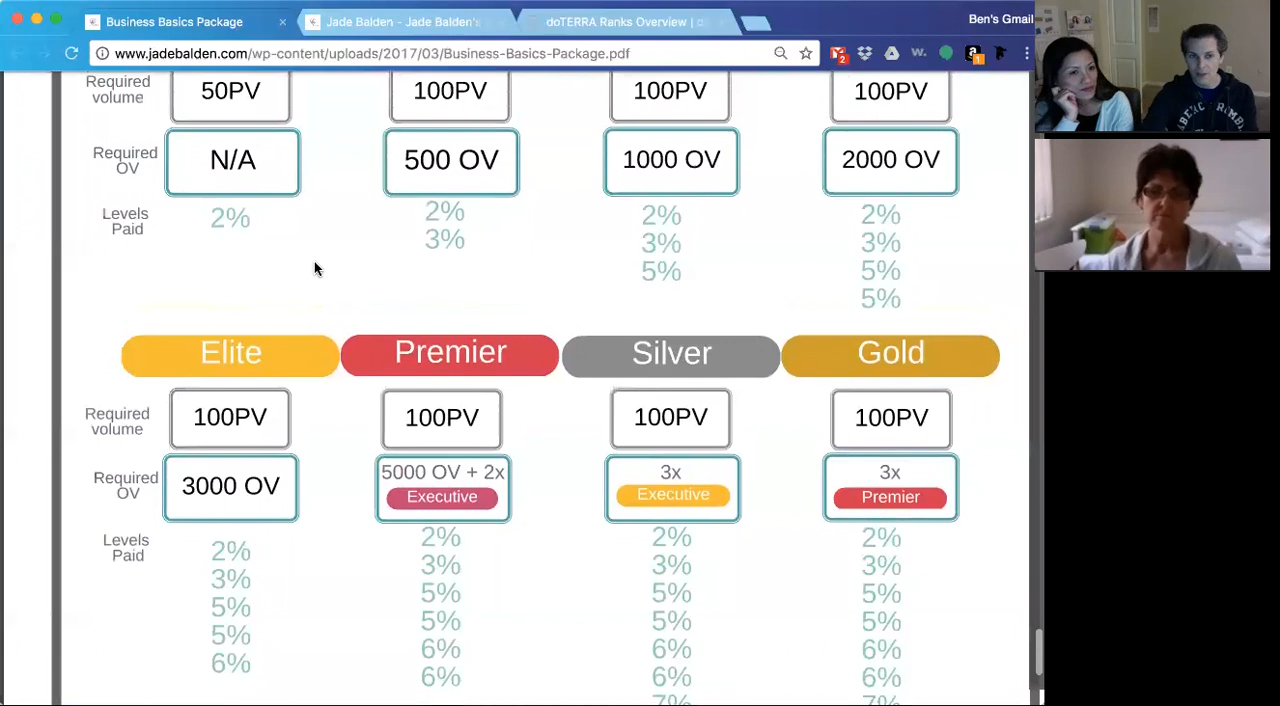 Business Basics Package
Jade Balden - Jade Balden's
doTERRA Ranks Overview | d
Ben's Gmail
www.jadebalden.com/wp-content/uploads/2017/03/Business-Basics-Package.pdf
2
w.
1
Required volume
50PV
100PV
100PV
100PV
Required OV
N/A
500 OV
1000 OV
2000 OV
Levels Paid
2%
2%
2%
2%
3%
3%
3%
5%
5%
5%
Elite
Premier
Silver
Gold
Required volume
100PV
100PV
100PV
100PV
Required OV
3000 OV
5000 OV + 2x
3x
3x
Executive
Executive
Premier
Levels Paid
2%
2%
2%
2%
3%
3%
3%
3%
5%
5%
5%
5%
5%
5%
5%
5%
6%
6%
6%
6%
6%
6%
6%
7%
7%